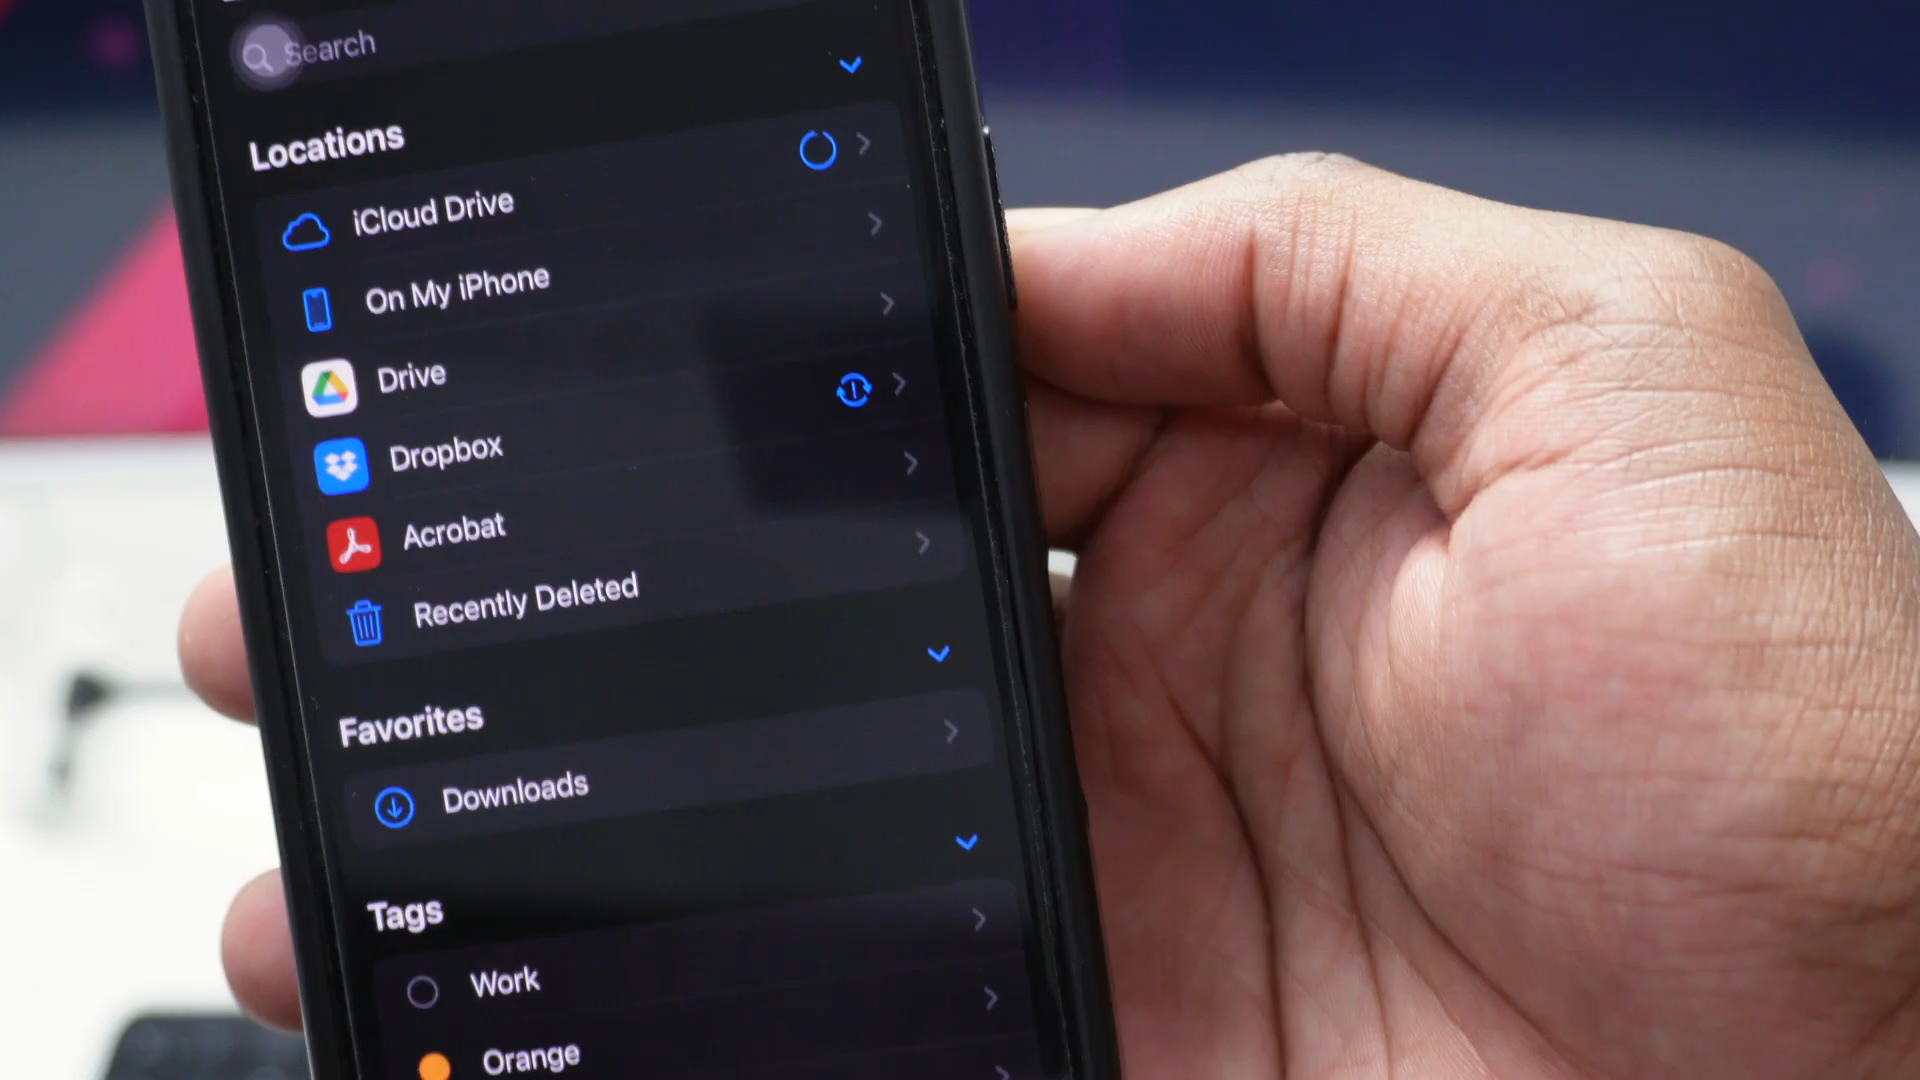 Search
Locations
iCloud Drive
On My iPhone
Drive
Dropbox
Acrobat
Recently Deleted
Favorites
Downloads
Tags
Work
Orange